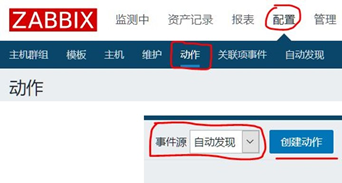 ZABBIX 监测中 资产记录 报表 配置 管理
主机群组 模板 主机 维护 动作 关联项事件 自动发现
动作
事件源 自动发现 创建动作